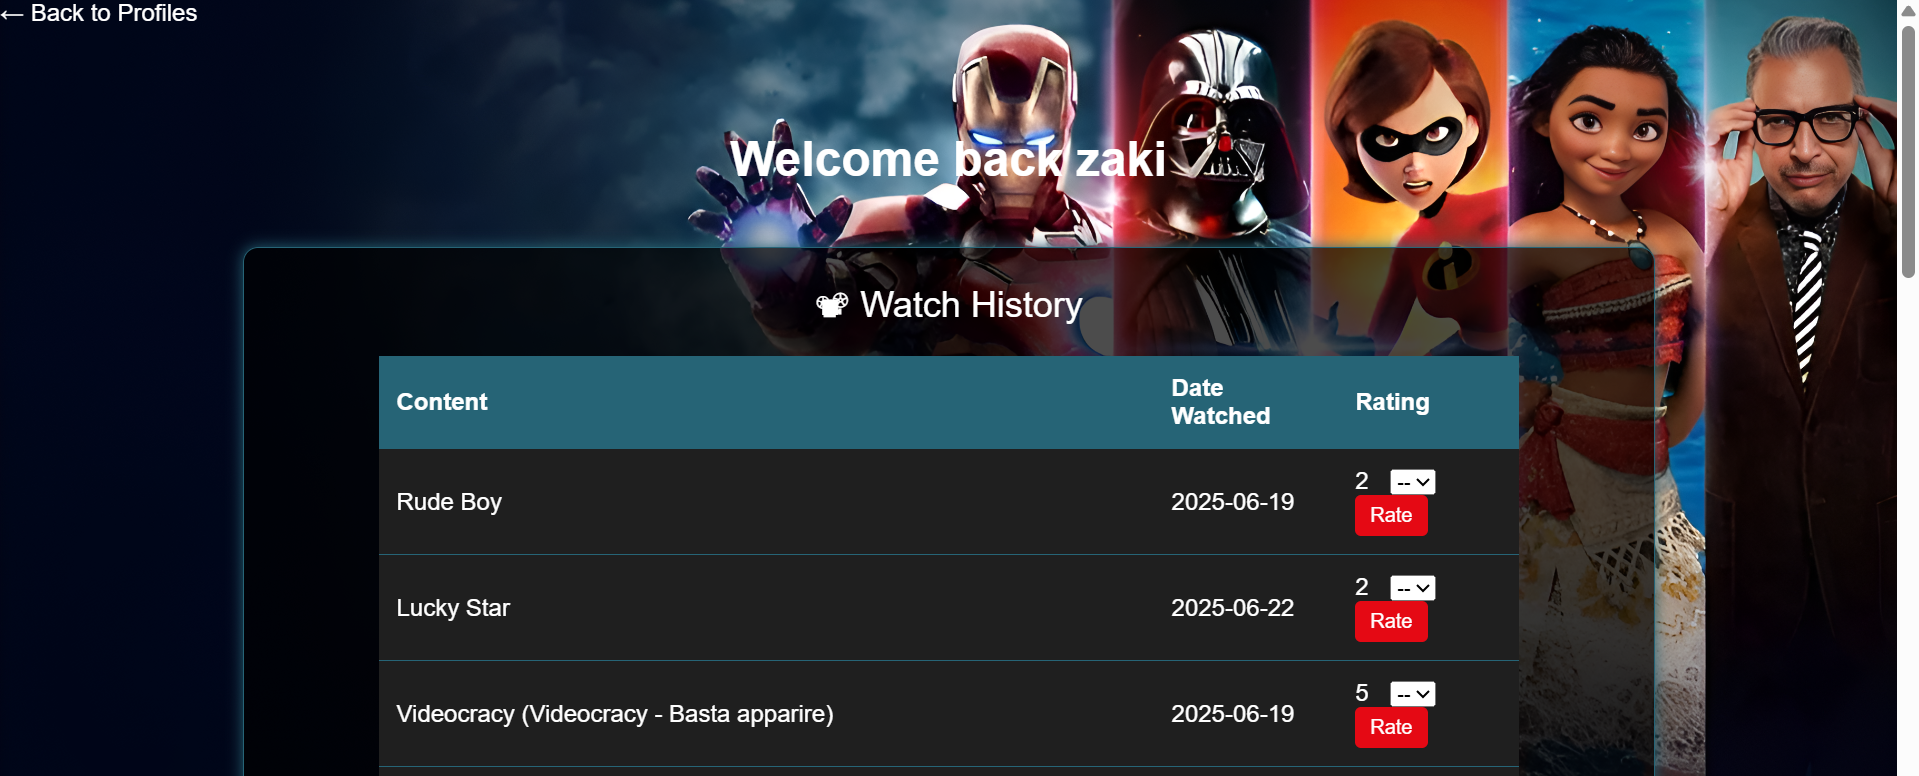 ← Back to Profiles
Welcome back zaki
📽 Watch History
Content
Date
Watched
Rating
Rude Boy
2025-06-19
2 --
Rate
Lucky Star
2025-06-22
2 --
Rate
Videocracy (Videocracy - Basta apparire)
2025-06-19
5 --
Rate